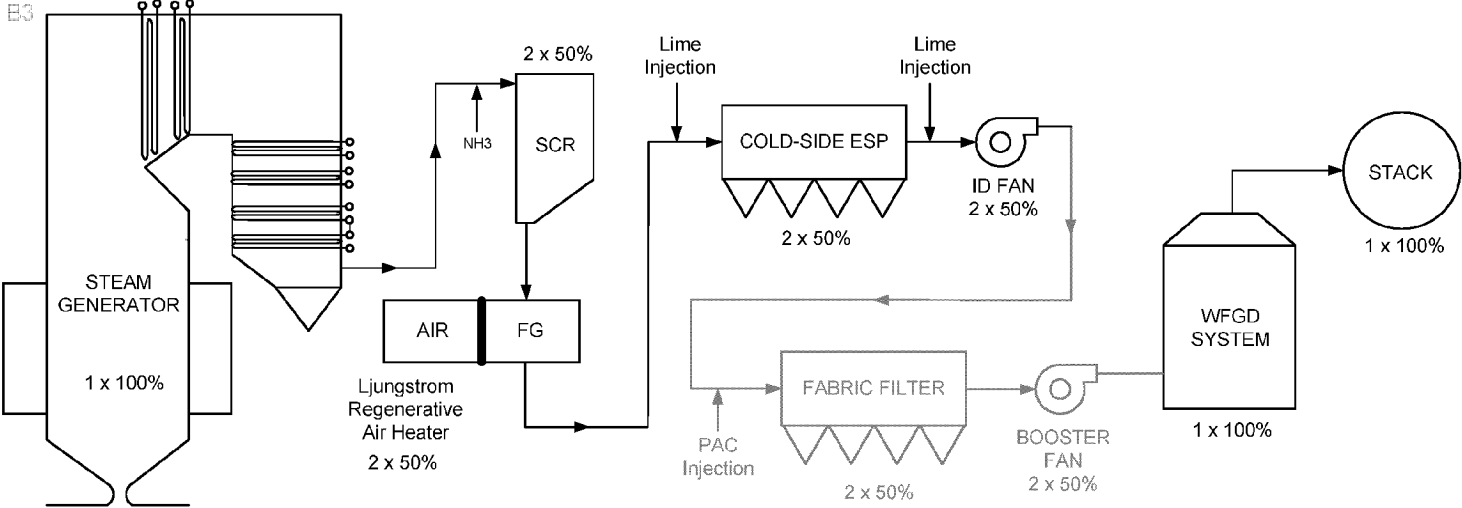 B3
2 x 50%
Lime
Injection
Lime
Injection
NH3
SCR
COLD-SIDE ESP
ID FAN
2 x 50%
2 x 50%
STACK
1 x 100%
STEAM
GENERATOR
1 x 100%
AIR
FG
Ljungstrom
Regenerative
Air Heater
2 x 50%
WFGD
SYSTEM
1 x 100%
FABRIC FILTER
PAC
Injection
2 x 50%
BOOSTER
FAN
2 x 50%